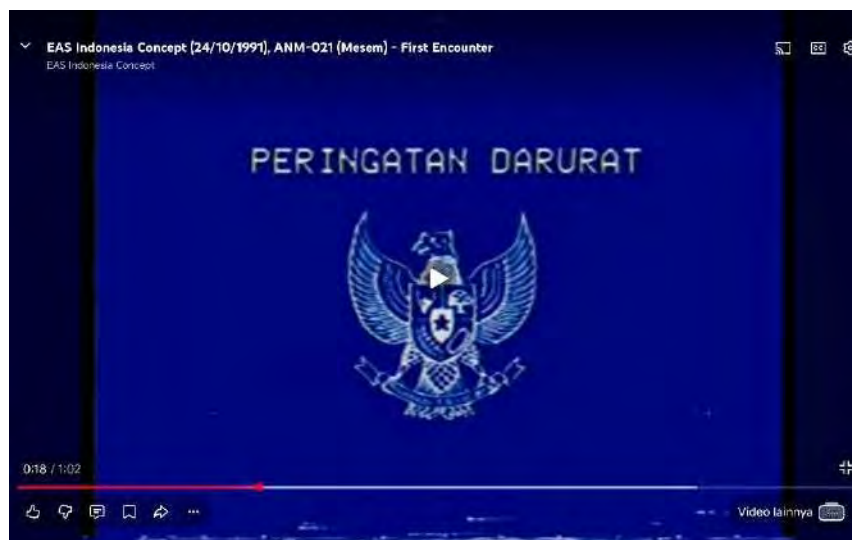 EAS Indonesia Concept (24/10/1991), ANM-021 (Mesem) - First Encounter
EAS Indonesia Concept
PERINGATAN DARURAT
0:18 / 1:02
Video lainnya